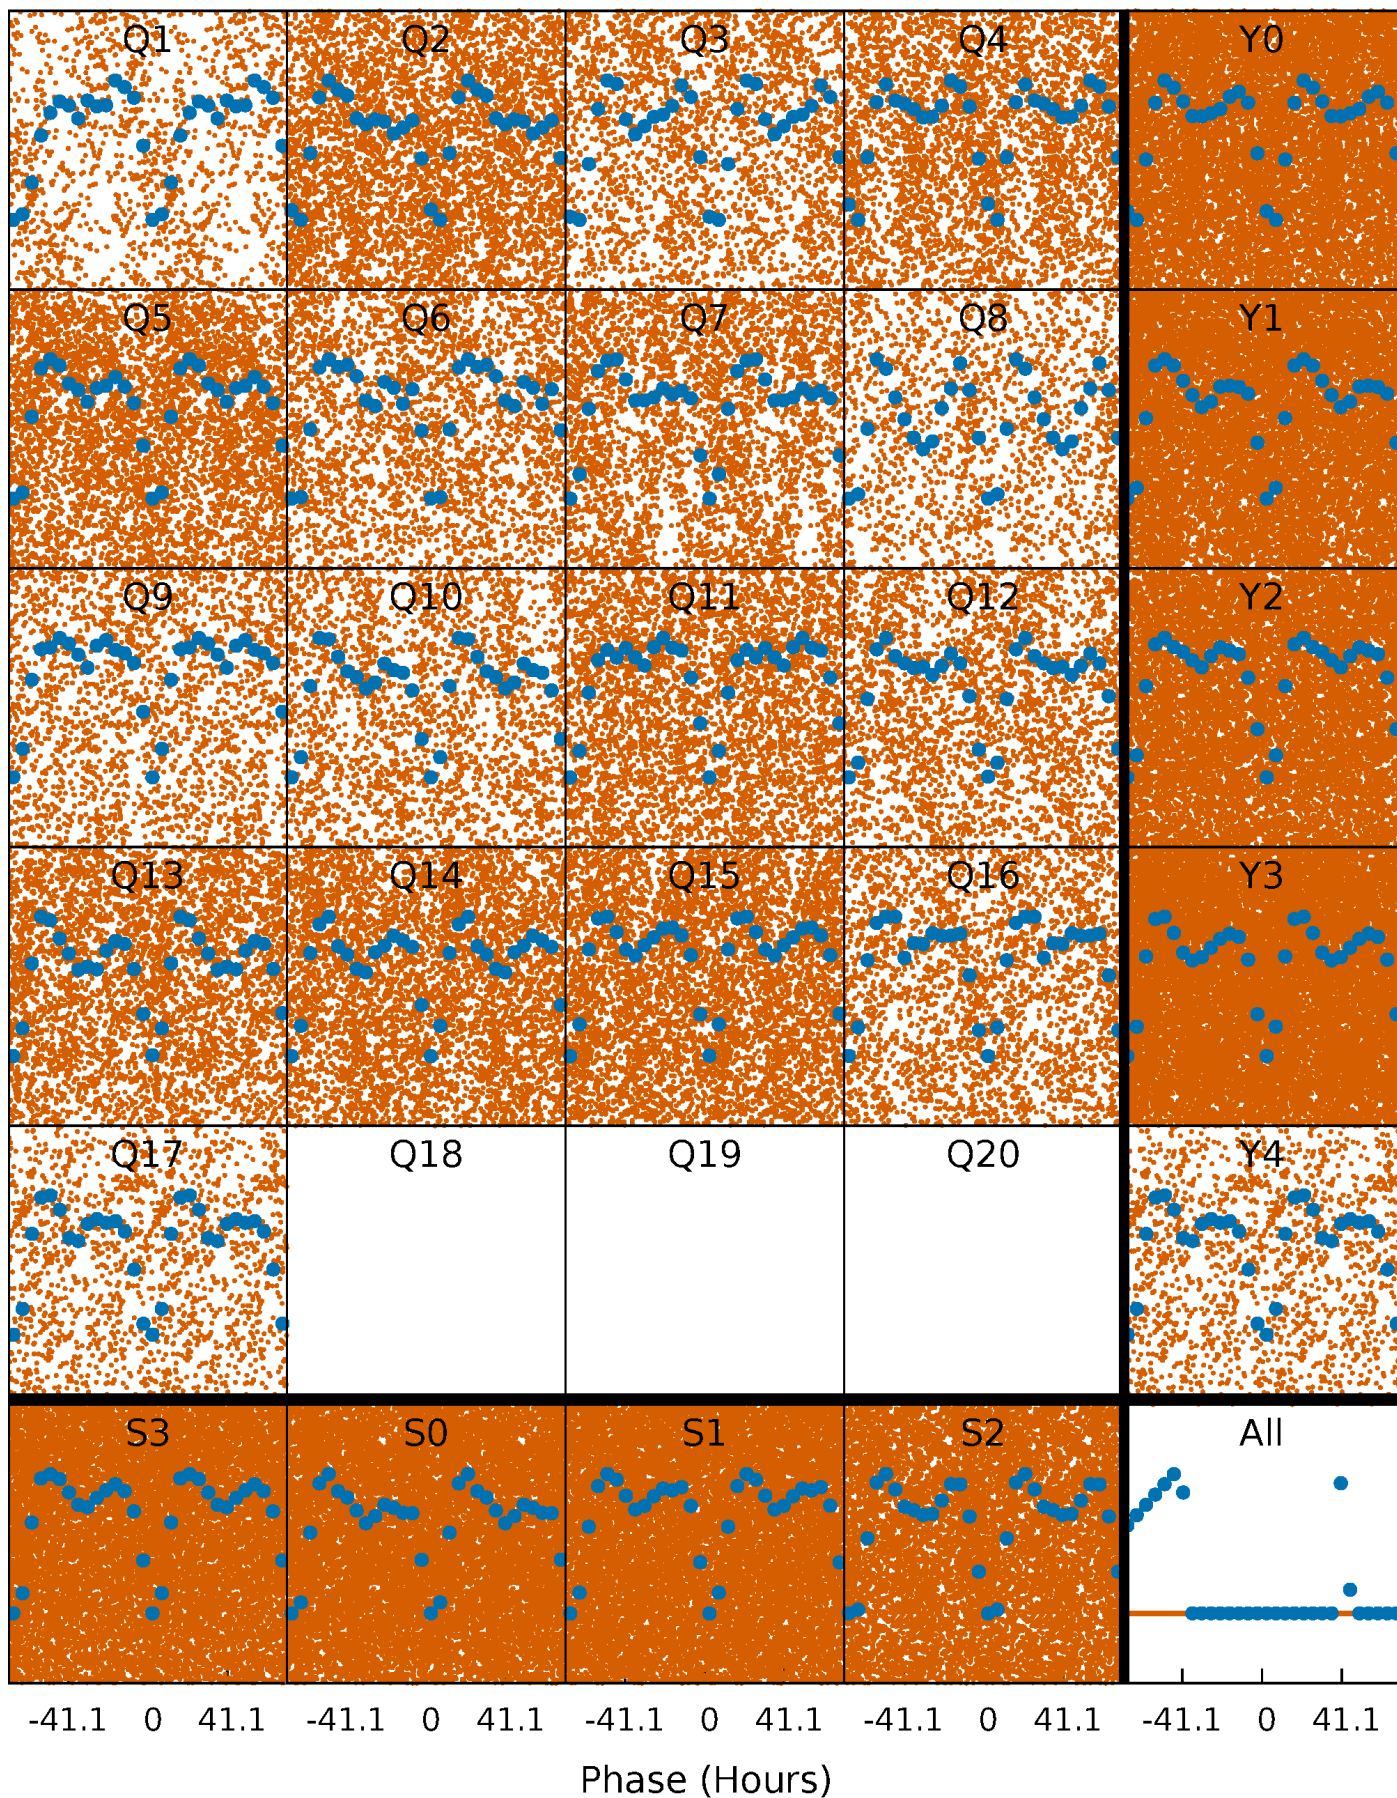 Q1 Q2 Q3 Q4 Y0
Q5 Q6 Q7 Q8 Y1
Q9 Q10 Q11 Q12 Y2
Q13 Q14 Q15 Q16 Y3
Q17 Q18 Q19 Q20 Y4
S3 S0 S1 S2 All
-41.1 0 41.1 -41.1 0 41.1 -41.1 0 41.1 -41.1 0 41.1 -41.1 0 41.1
Phase (Hours)